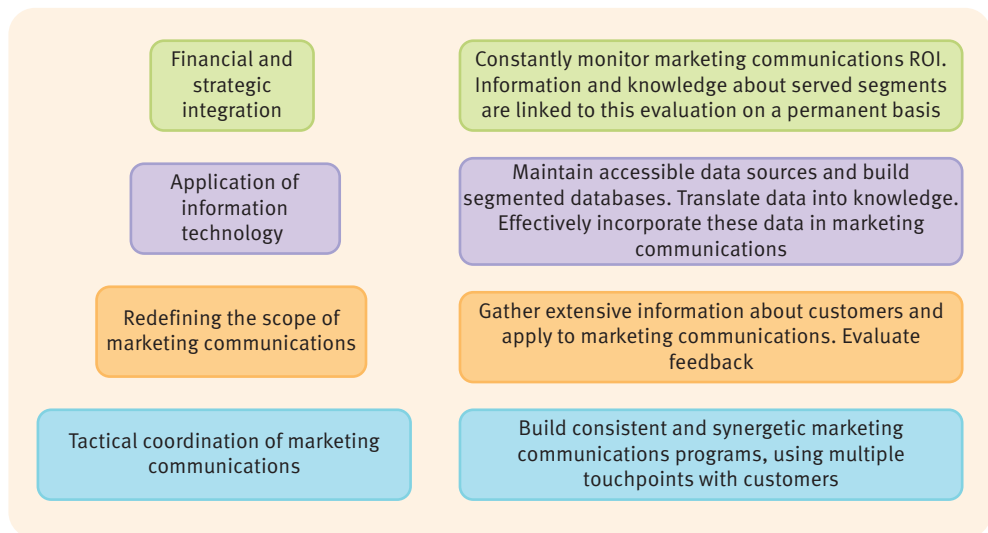 Financial and
strategic
integration
Constantly monitor marketing communications ROI.
Information and knowledge about served segments
are linked to this evaluation on a permanent basis
Application of
information
technology
Maintain accessible data sources and build
segmented databases. Translate data into knowledge.
Effectively incorporate these data in marketing
communications
Redefining the scope of
marketing communications
Gather extensive information about customers and
apply to marketing communications. Evaluate
feedback
Tactical coordination of marketing
communications
Build consistent and synergetic marketing
communications programs, using multiple
touchpoints with customers